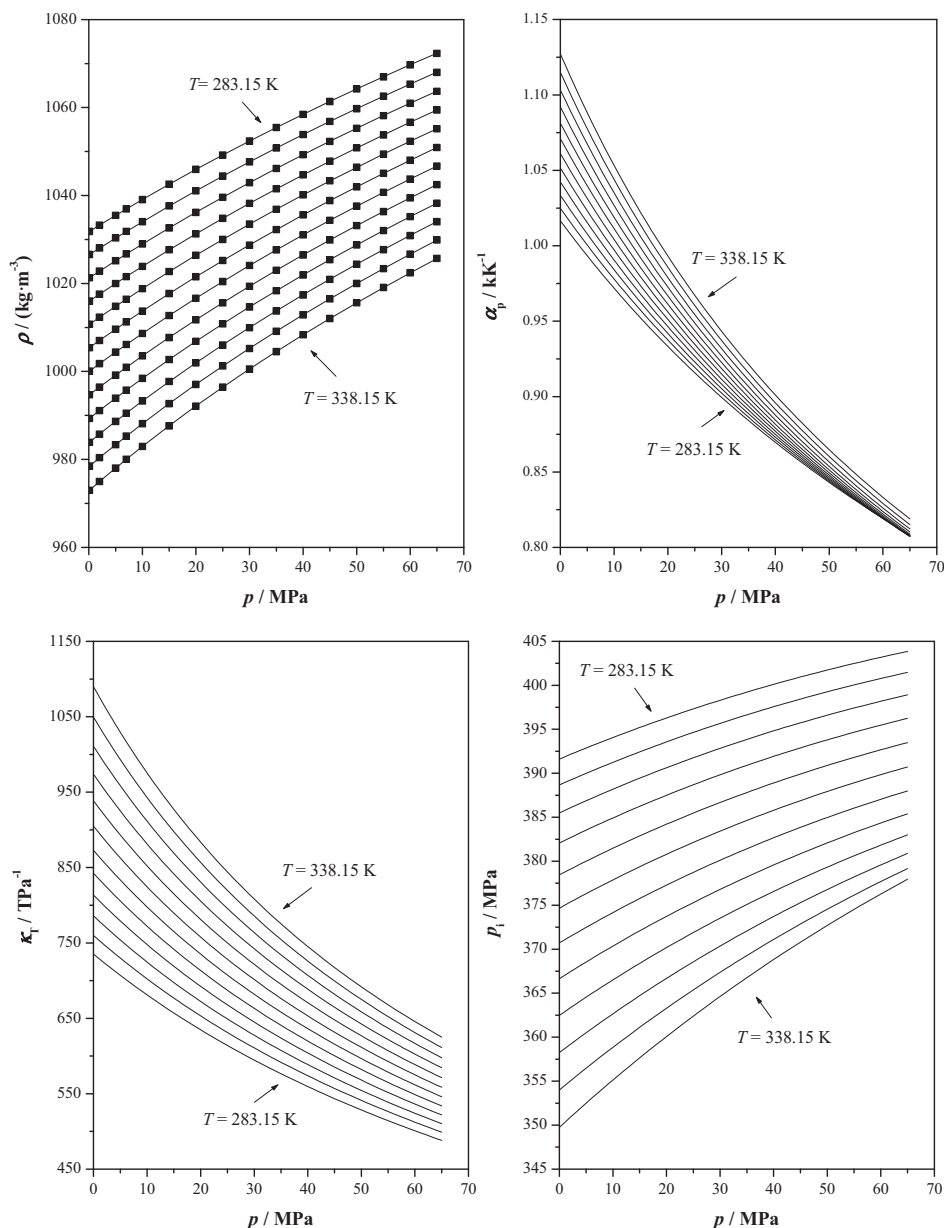 1080
1060
1040
1020
1000
980
960
ρ / (kg·m⁻³)
T= 283.15 K
T = 338.15 K
0 10 20 30 40 50 60 70
p / MPa
1.15
1.10
1.05
1.00
0.95
0.90
0.85
0.80
αₚ / kK⁻¹
T = 338.15 K
T = 283.15 K
0 10 20 30 40 50 60 70
p / MPa
1150
1050
950
850
750
650
550
450
κ_T / TPa⁻¹
T = 338.15 K
T = 283.15 K
0 10 20 30 40 50 60 70
p / MPa
405
400
395
390
385
380
375
370
365
360
355
350
345
pᵢ / MPa
T = 283.15 K
T = 338.15 K
0 10 20 30 40 50 60 70
p / MPa